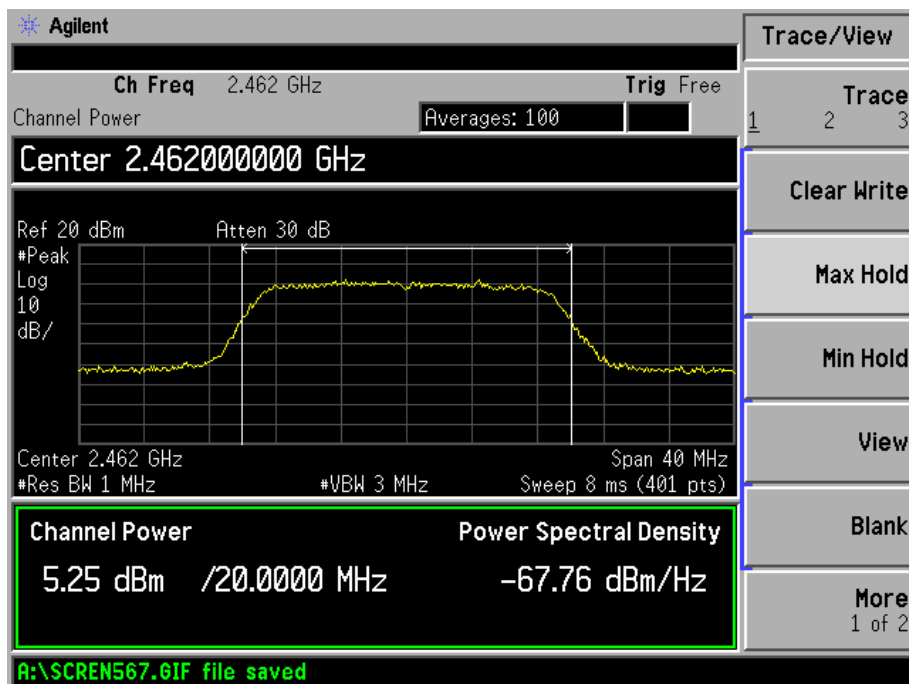 Agilent
Trace/View
Ch Freq 2.462 GHz Trig Free
Channel Power Averages: 100
Center 2.462000000 GHz
Ref 20 dBm Atten 30 dB
#Peak
Log
10
dB/
Center 2.462 GHz Span 40 MHz
#Res BW 1 MHz #VBW 3 MHz Sweep 8 ms (401 pts)
Channel Power Power Spectral Density
5.25 dBm /20.0000 MHz -67.76 dBm/Hz
A:\SCREN567.GIF file saved
Trace
1 2 3
Clear Write
Max Hold
Min Hold
View
Blank
More
1 of 2